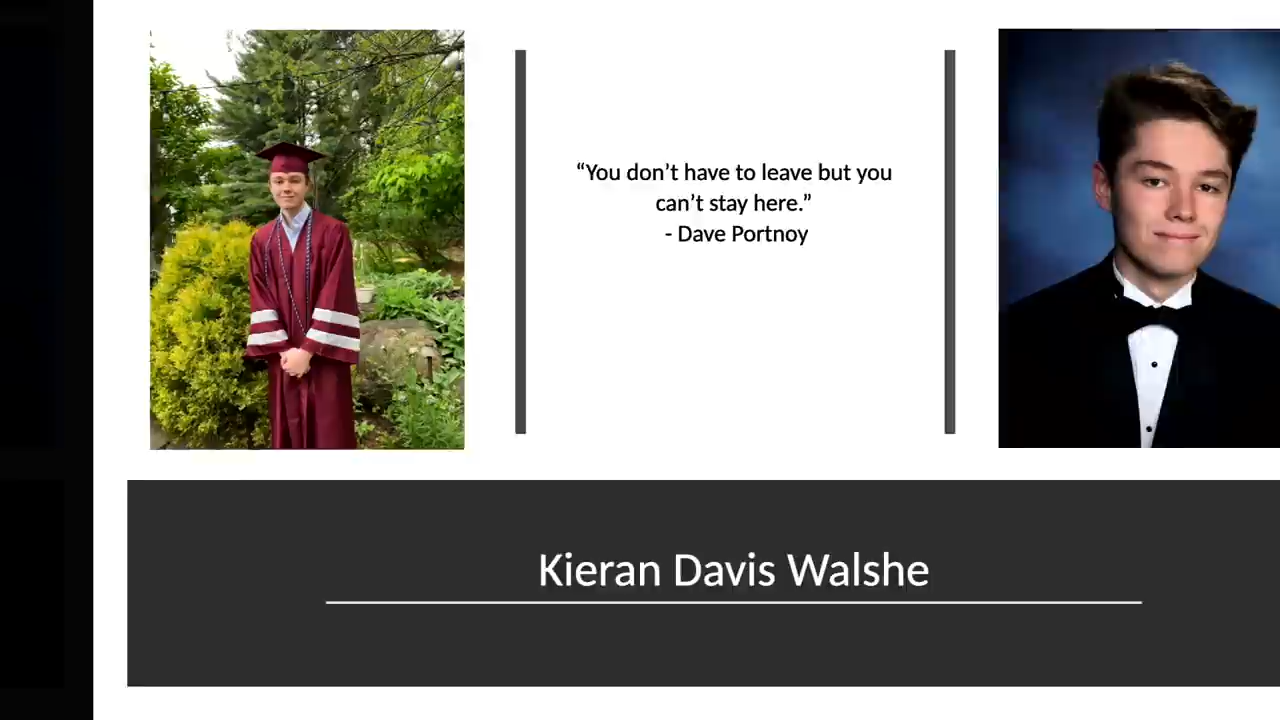 “You don’t have to leave but you
can’t stay here.”
- Dave Portnoy
Kieran Davis Walshe